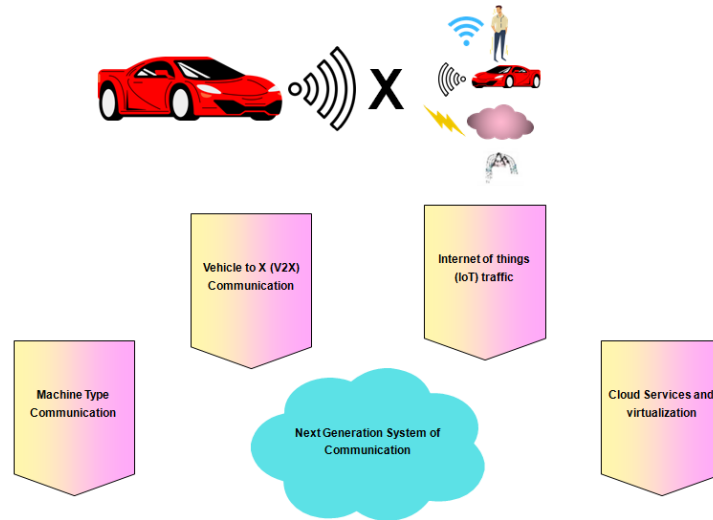 X
Vehicle to X (V2X)
Communication
Internet of things
(IoT) traffic
Machine Type
Communication
Next Generation System of
Communication
Cloud Services and
virtualization